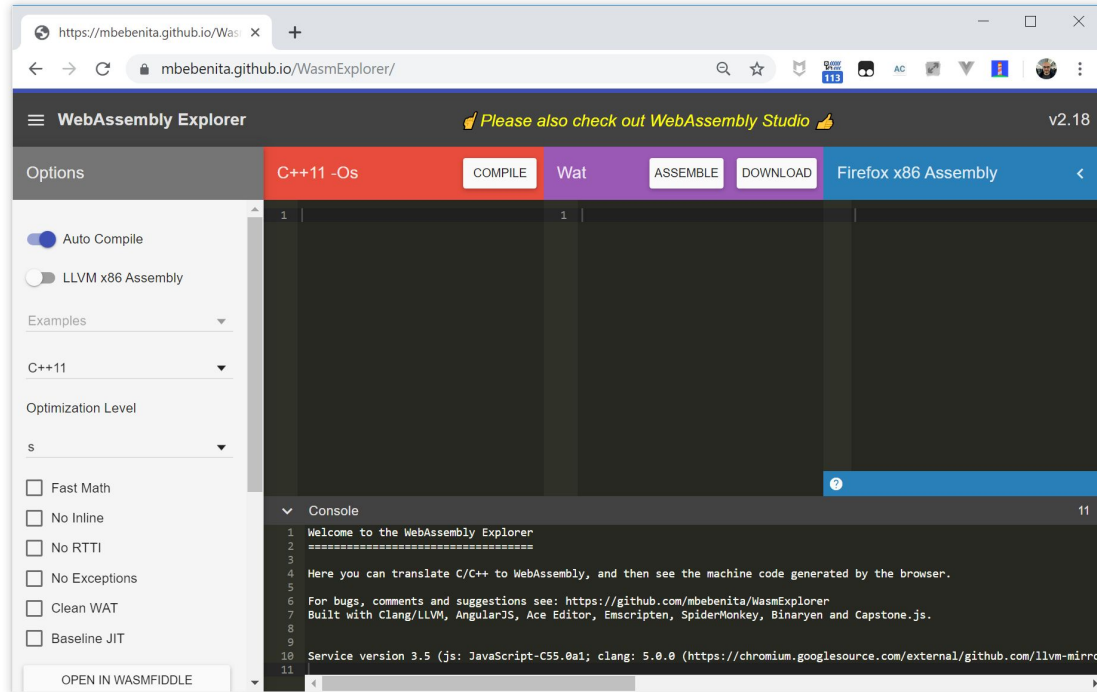 https://mbebenita.github.io/Was
mbebenita.github.io/WasmExplorer/
113
AC
WebAssembly Explorer
Please also check out WebAssembly Studio
v2.18
Options
C++11 -Os
COMPILE
Wat
ASSEMBLE
DOWNLOAD
Firefox x86 Assembly
1
1
Auto Compile
LLVM x86 Assembly
Examples
C++11
Optimization Level
s
Fast Math
No Inline
No RTTI
No Exceptions
Clean WAT
Baseline JIT
OPEN IN WASMFIDDLE
?
Console
11
1 Welcome to the WebAssembly Explorer
2 ===================================
3
4 Here you can translate C/C++ to WebAssembly, and then see the machine code generated by the browser.
5
6 For bugs, comments and suggestions see: https://github.com/mbebenita/WasmExplorer
7 Built with Clang/LLVM, AngularJS, Ace Editor, Emscripten, SpiderMonkey, Binaryen and Capstone.js.
8
9
10 Service version 3.5 (js: JavaScript-C55.0a1; clang: 5.0.0 (https://chromium.googlesource.com/external/github.com/llvm-mirro
11